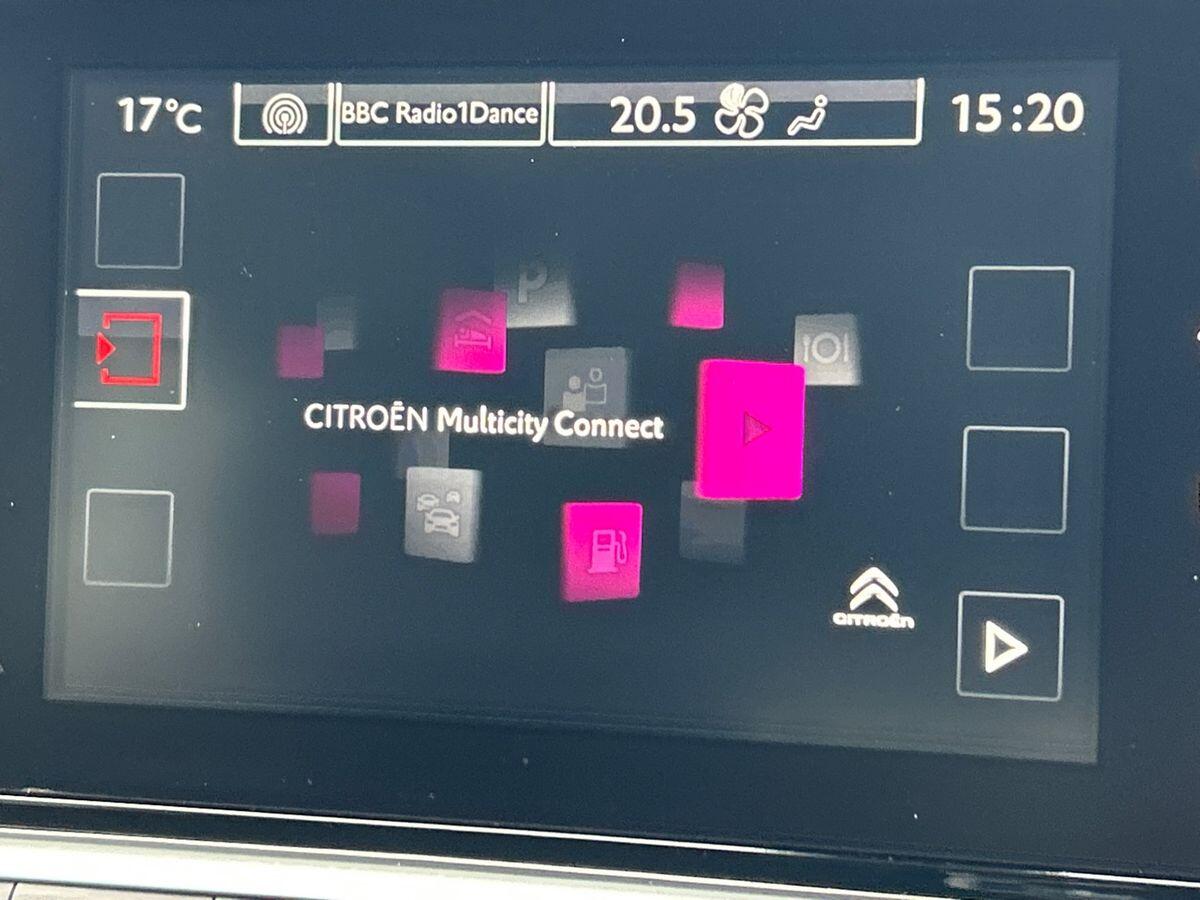 17°C
BBC Radio1Dance
20.5
15:20
P
CITROËN Multicity Connect
CITROËN